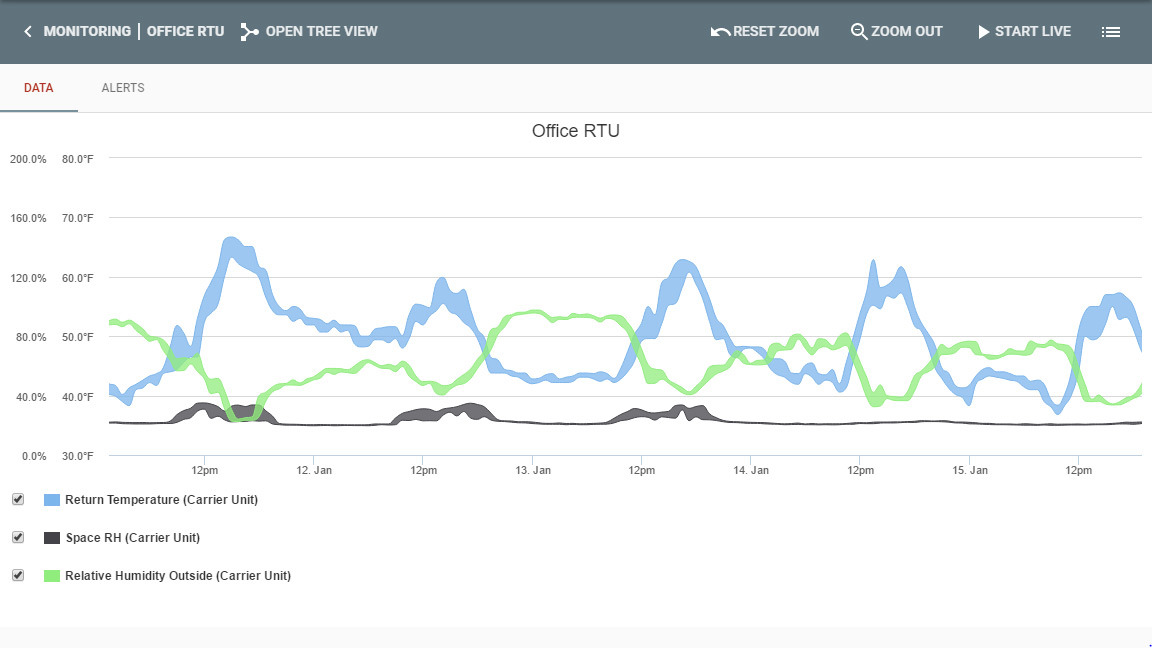 MONITORING | OFFICE RTU OPEN TREE VIEW RESET ZOOM ZOOM OUT START LIVE
DATA ALERTS
Office RTU
200.0% 80.0°F
160.0% 70.0°F
120.0% 60.0°F
80.0% 50.0°F
40.0% 40.0°F
0.0% 30.0°F
12pm 12. Jan 12pm 13. Jan 12pm 14. Jan 12pm 15. Jan 12pm
Return Temperature (Carrier Unit)
Space RH (Carrier Unit)
Relative Humidity Outside (Carrier Unit)